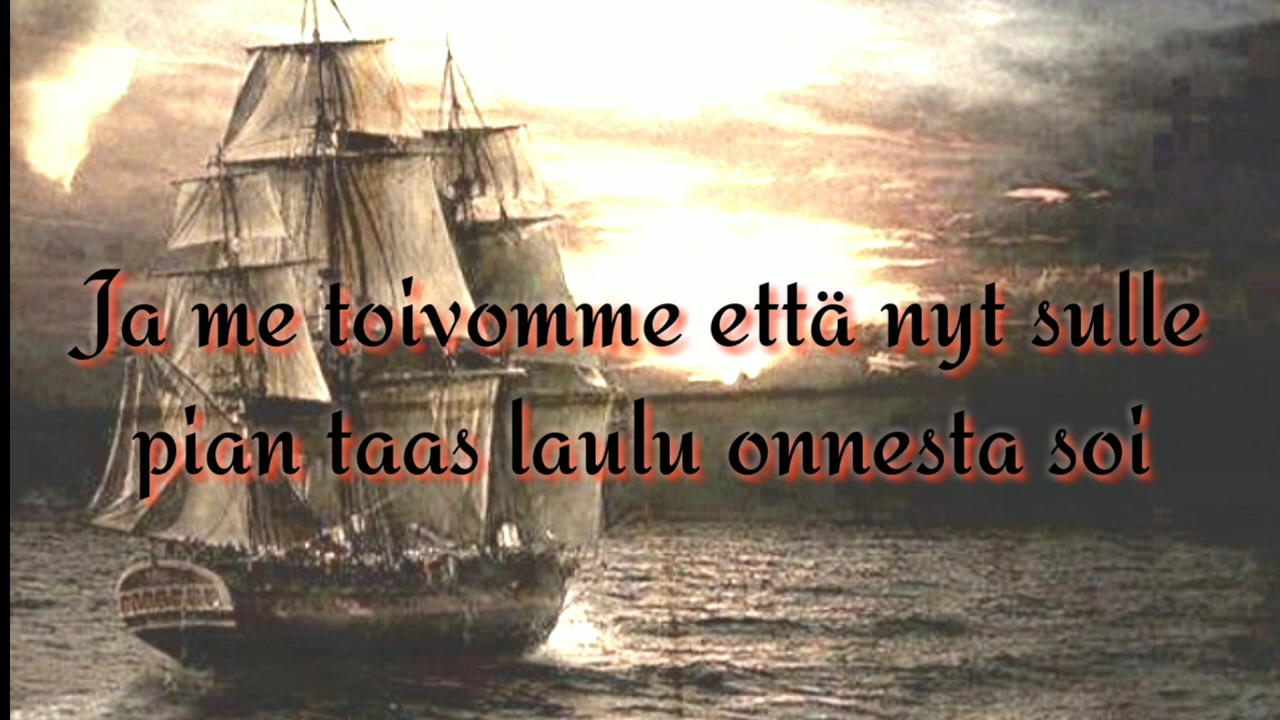 Ja me toivomme että nyt sulle
pian taas laulu onnesta soi